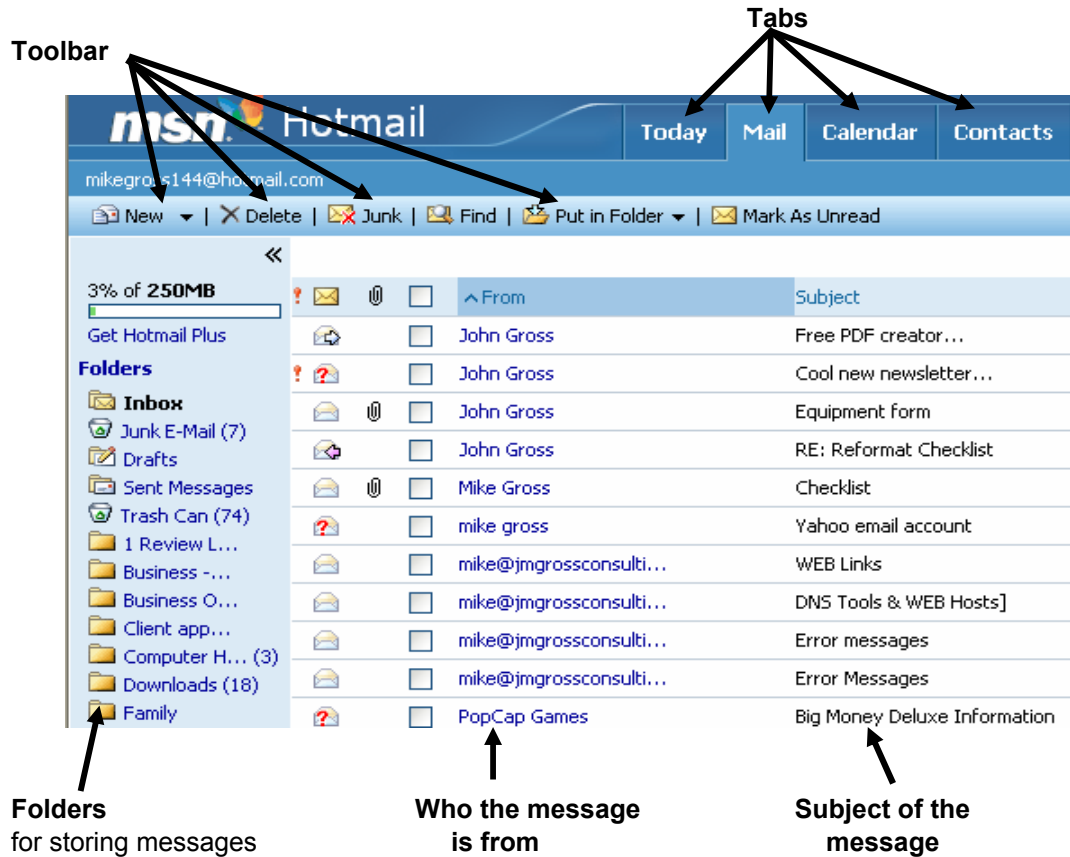 Tabs
Toolbar
msn Hotmail
Today Mail Calendar Contacts
mikegross144@hotmail.com
New | Delete | Junk | Find | Put in Folder | Mark As Unread
«
3% of 250MB
Get Hotmail Plus
Folders
Inbox
Junk E-Mail (7)
Drafts
Sent Messages
Trash Can (74)
1 Review L...
Business -...
Business O...
Client app...
Computer H... (3)
Downloads (18)
Family
From Subject
John Gross Free PDF creator...
John Gross Cool new newsletter...
John Gross Equipment form
John Gross RE: Reformat Checklist
Mike Gross Checklist
mike gross Yahoo email account
mike@jmgrossconsulti... WEB Links
mike@jmgrossconsulti... DNS Tools & WEB Hosts]
mike@jmgrossconsulti... Error messages
mike@jmgrossconsulti... Error Messages
PopCap Games Big Money Deluxe Information
Folders
for storing messages
Who the message
is from
Subject of the
message